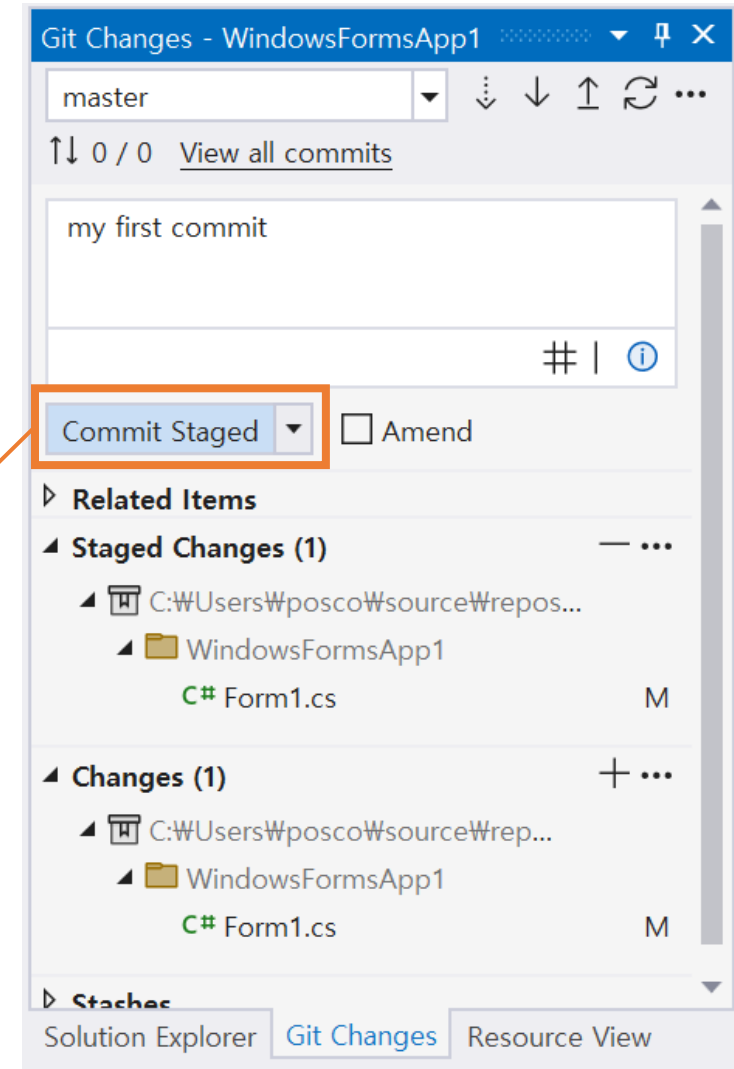 Git Changes - WindowsFormsApp1
master
0 / 0 View all commits
my first commit
Commit Staged Amend
Related Items
Staged Changes (1)
C:₩Users₩posco₩source₩repos...
WindowsFormsApp1
C# Form1.cs M
Changes (1)
C:₩Users₩posco₩source₩rep...
WindowsFormsApp1
C# Form1.cs M
Stashes
Solution Explorer Git Changes Resource View